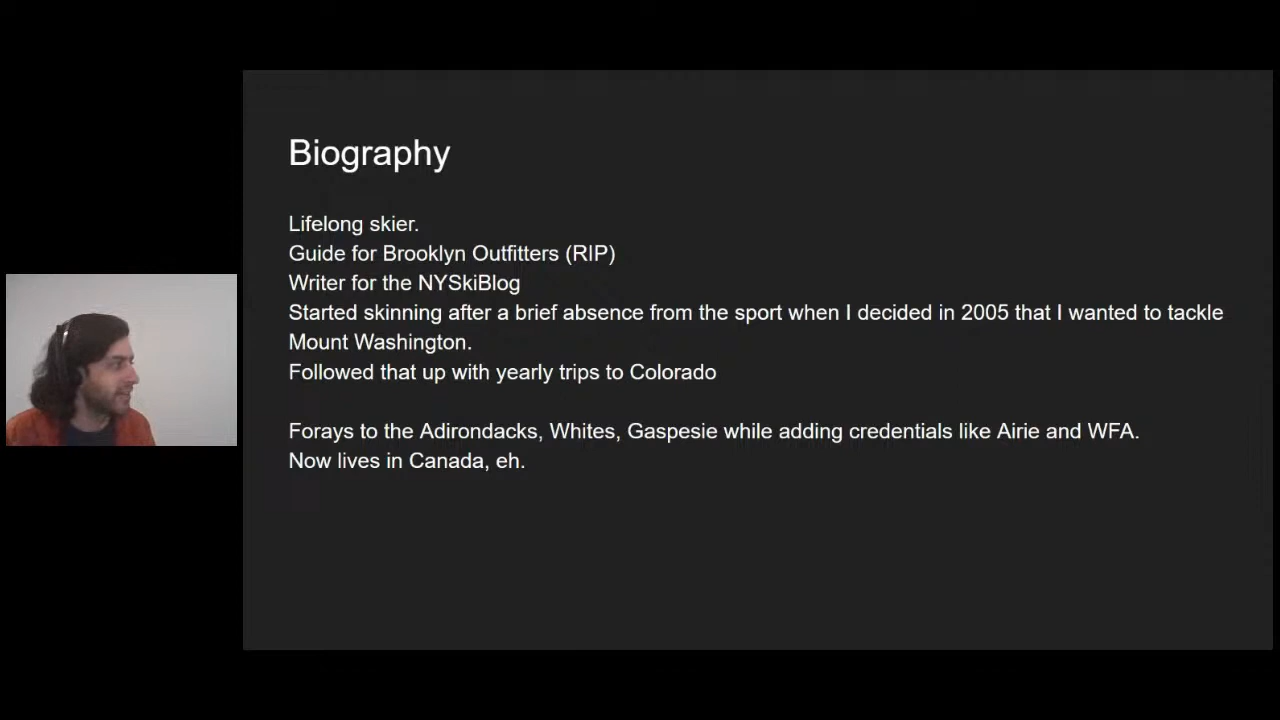 Biography
Lifelong skier.
Guide for Brooklyn Outfitters (RIP)
Writer for the NYSkiBlog
Started skinning after a brief absence from the sport when I decided in 2005 that I wanted to tackle
Mount Washington.
Followed that up with yearly trips to Colorado
Forays to the Adirondacks, Whites, Gaspesie while adding credentials like Airie and WFA.
Now lives in Canada, eh.